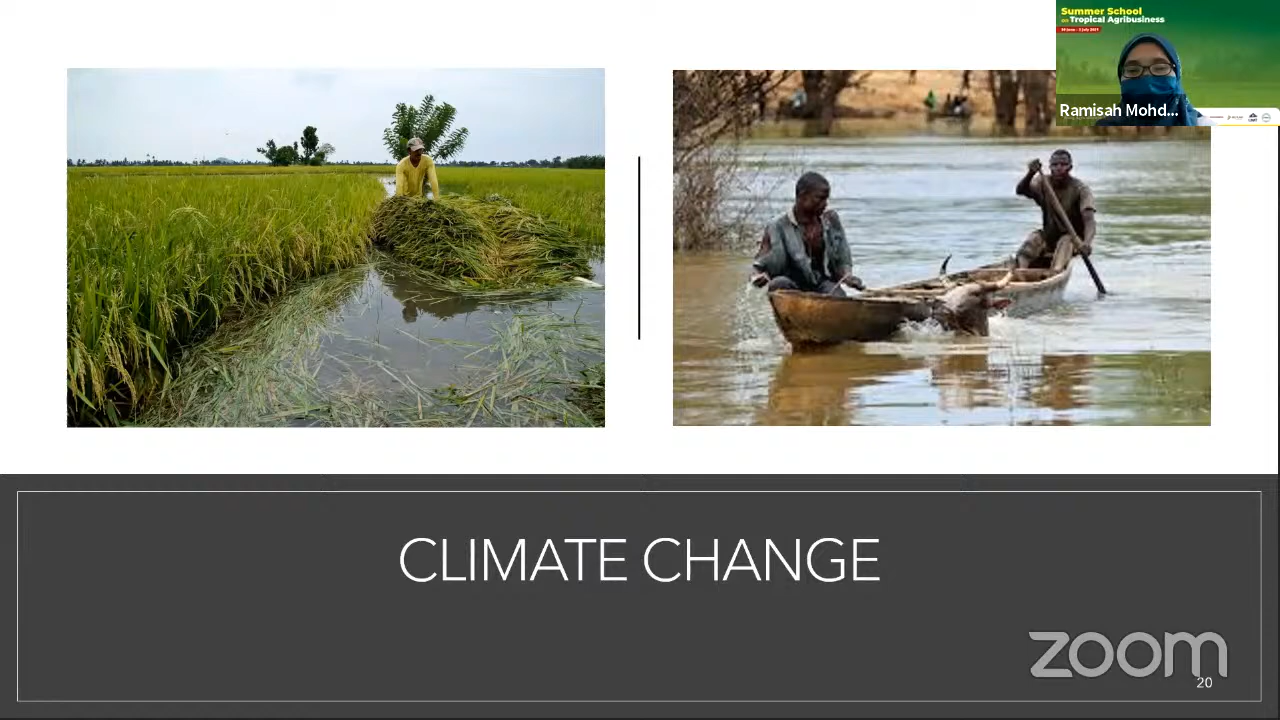 Summer School
on Tropical Agribusiness
Ramisah Mohd...
CLIMATE CHANGE
zoom
20